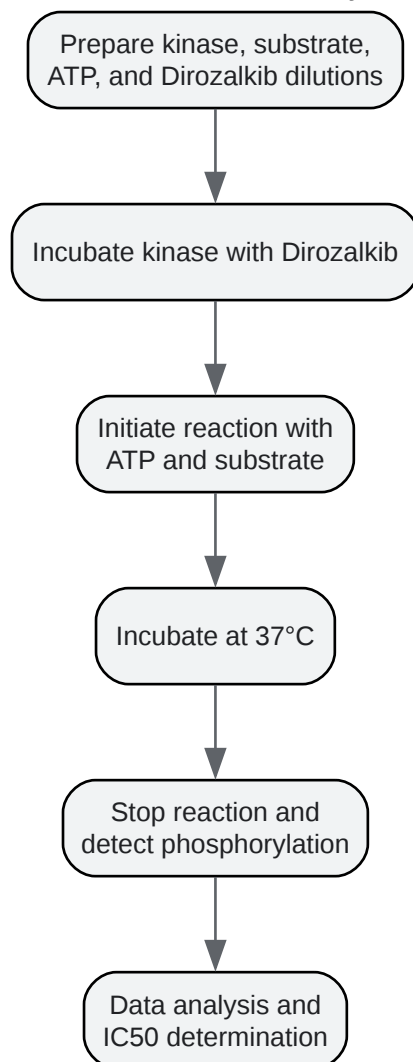 Prepare kinase, substrate,
ATP, and Dirozalkib dilutions
Incubate kinase with Dirozalkib
Initiate reaction with
ATP and substrate
Incubate at 37°C
Stop reaction and
detect phosphorylation
Data analysis and
IC50 determination